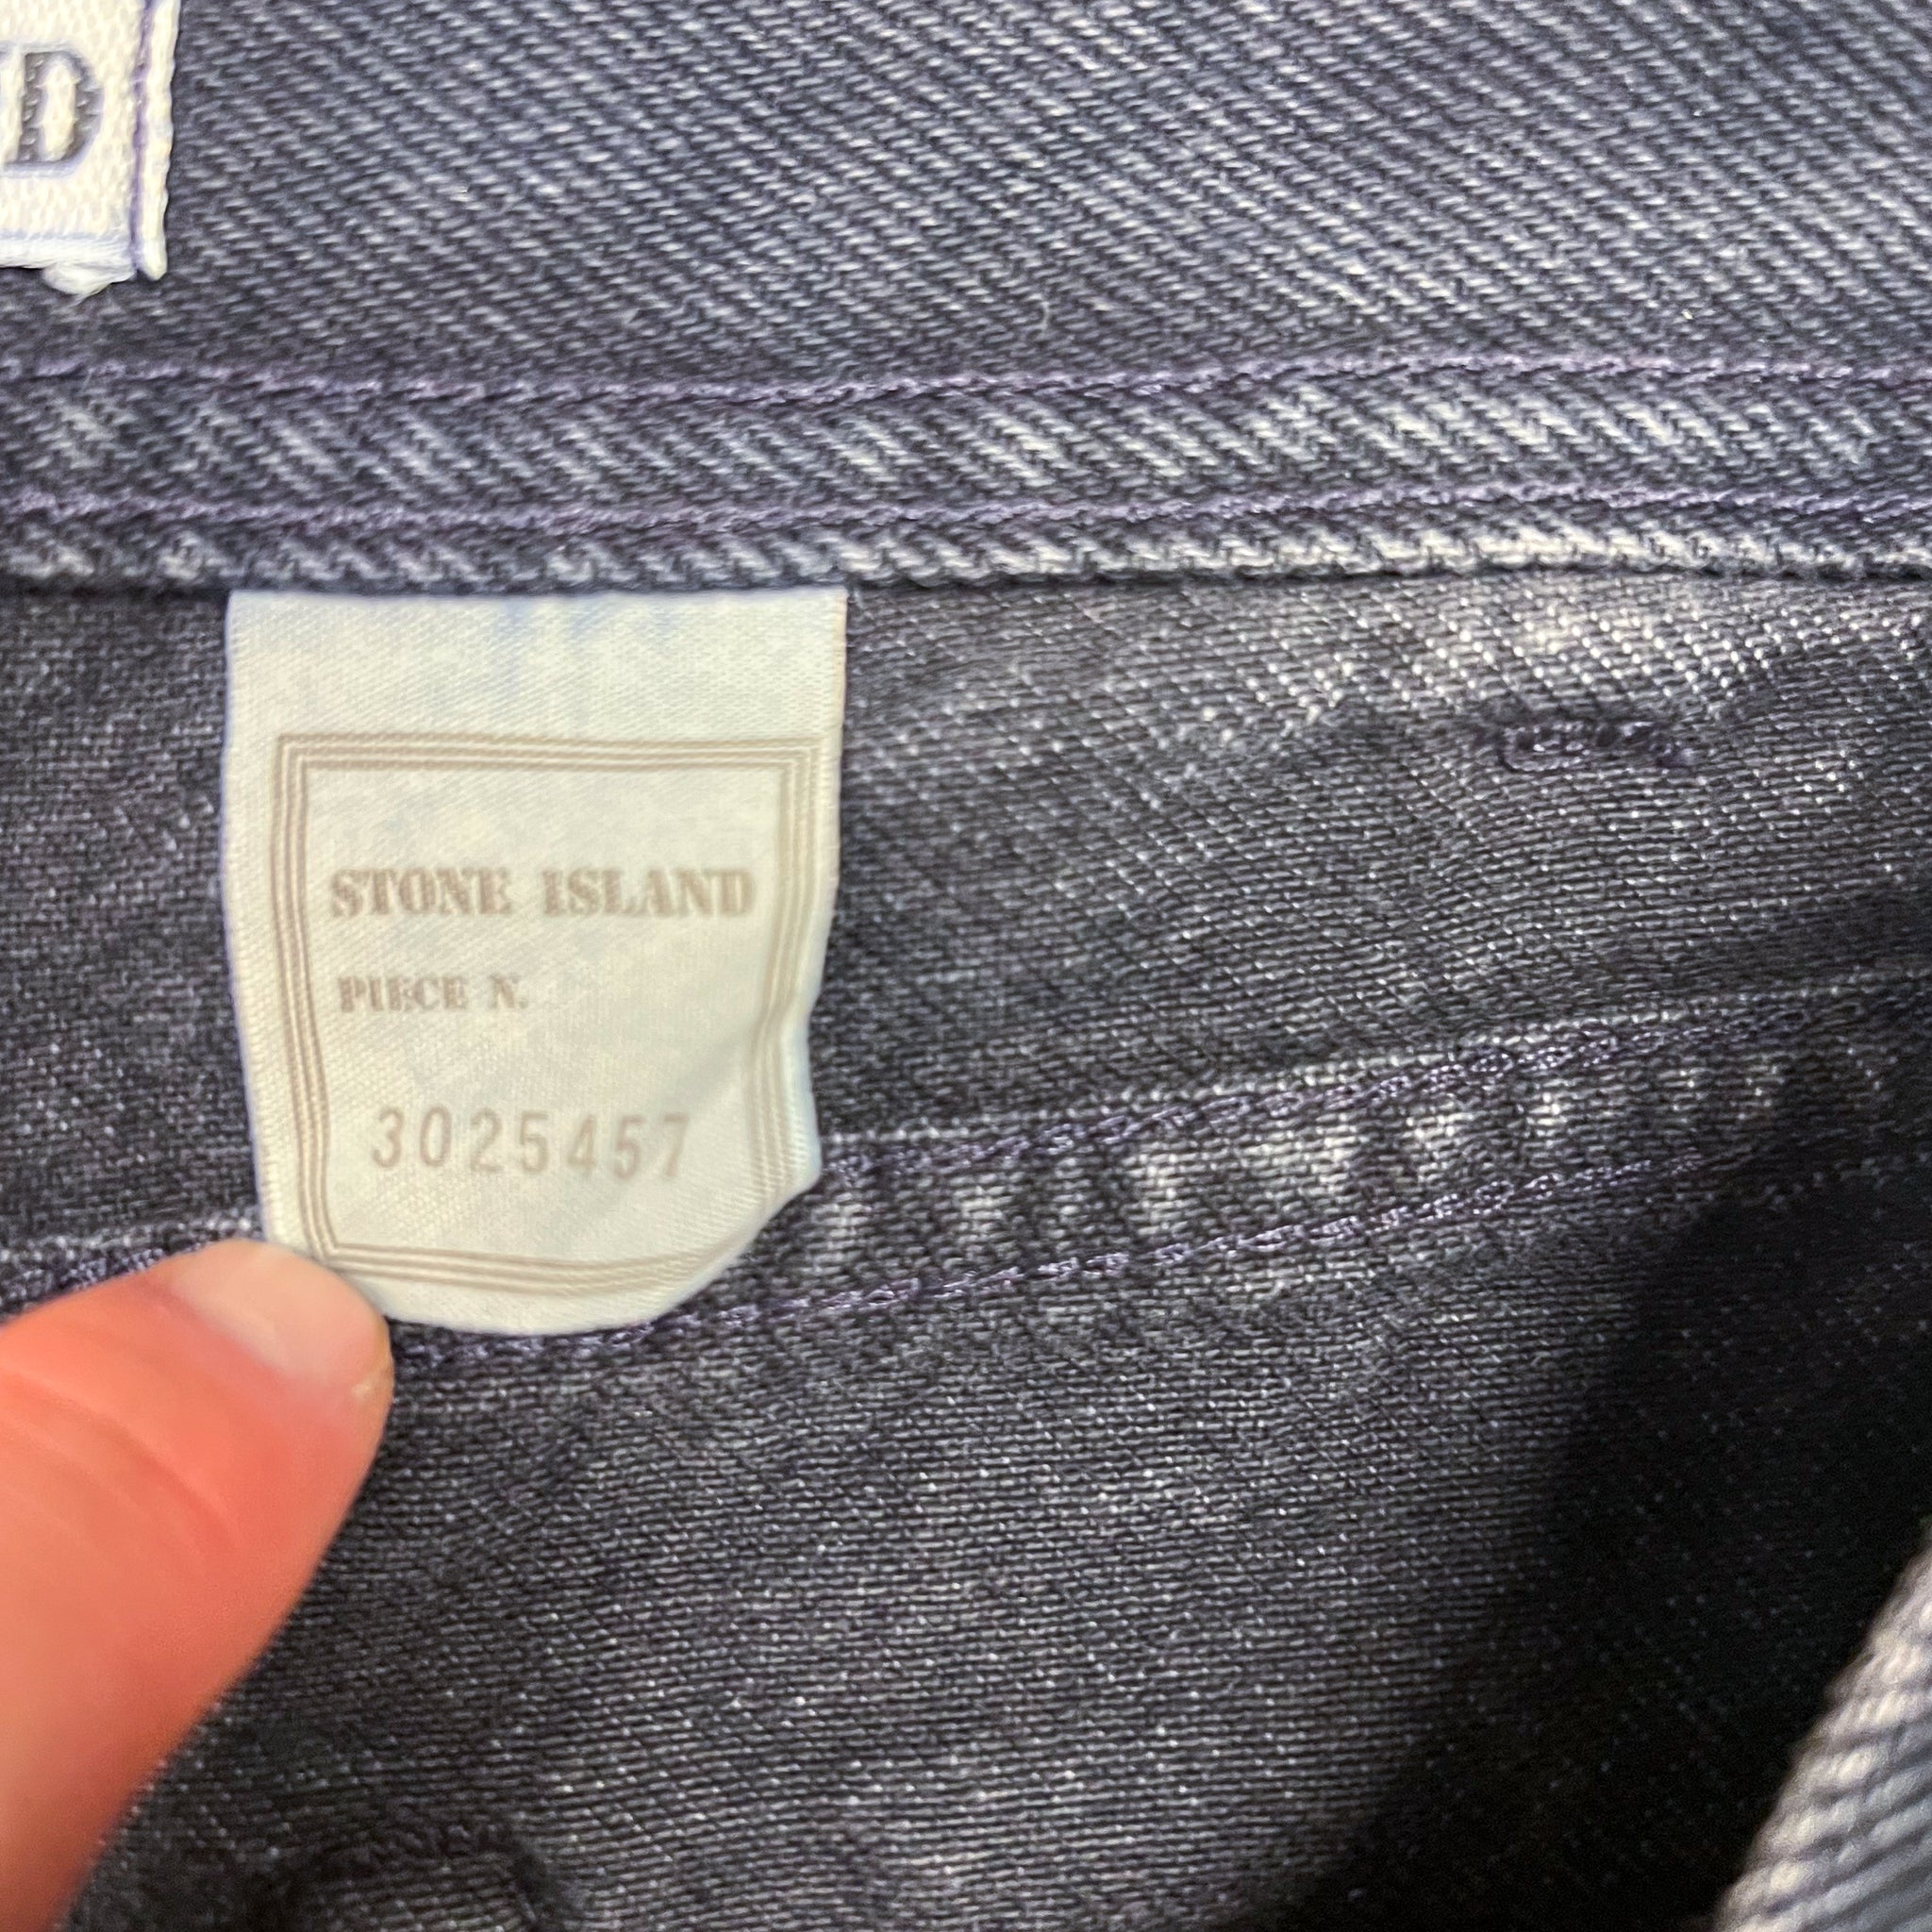 D
STONE ISLAND
PIECE N.
3025457